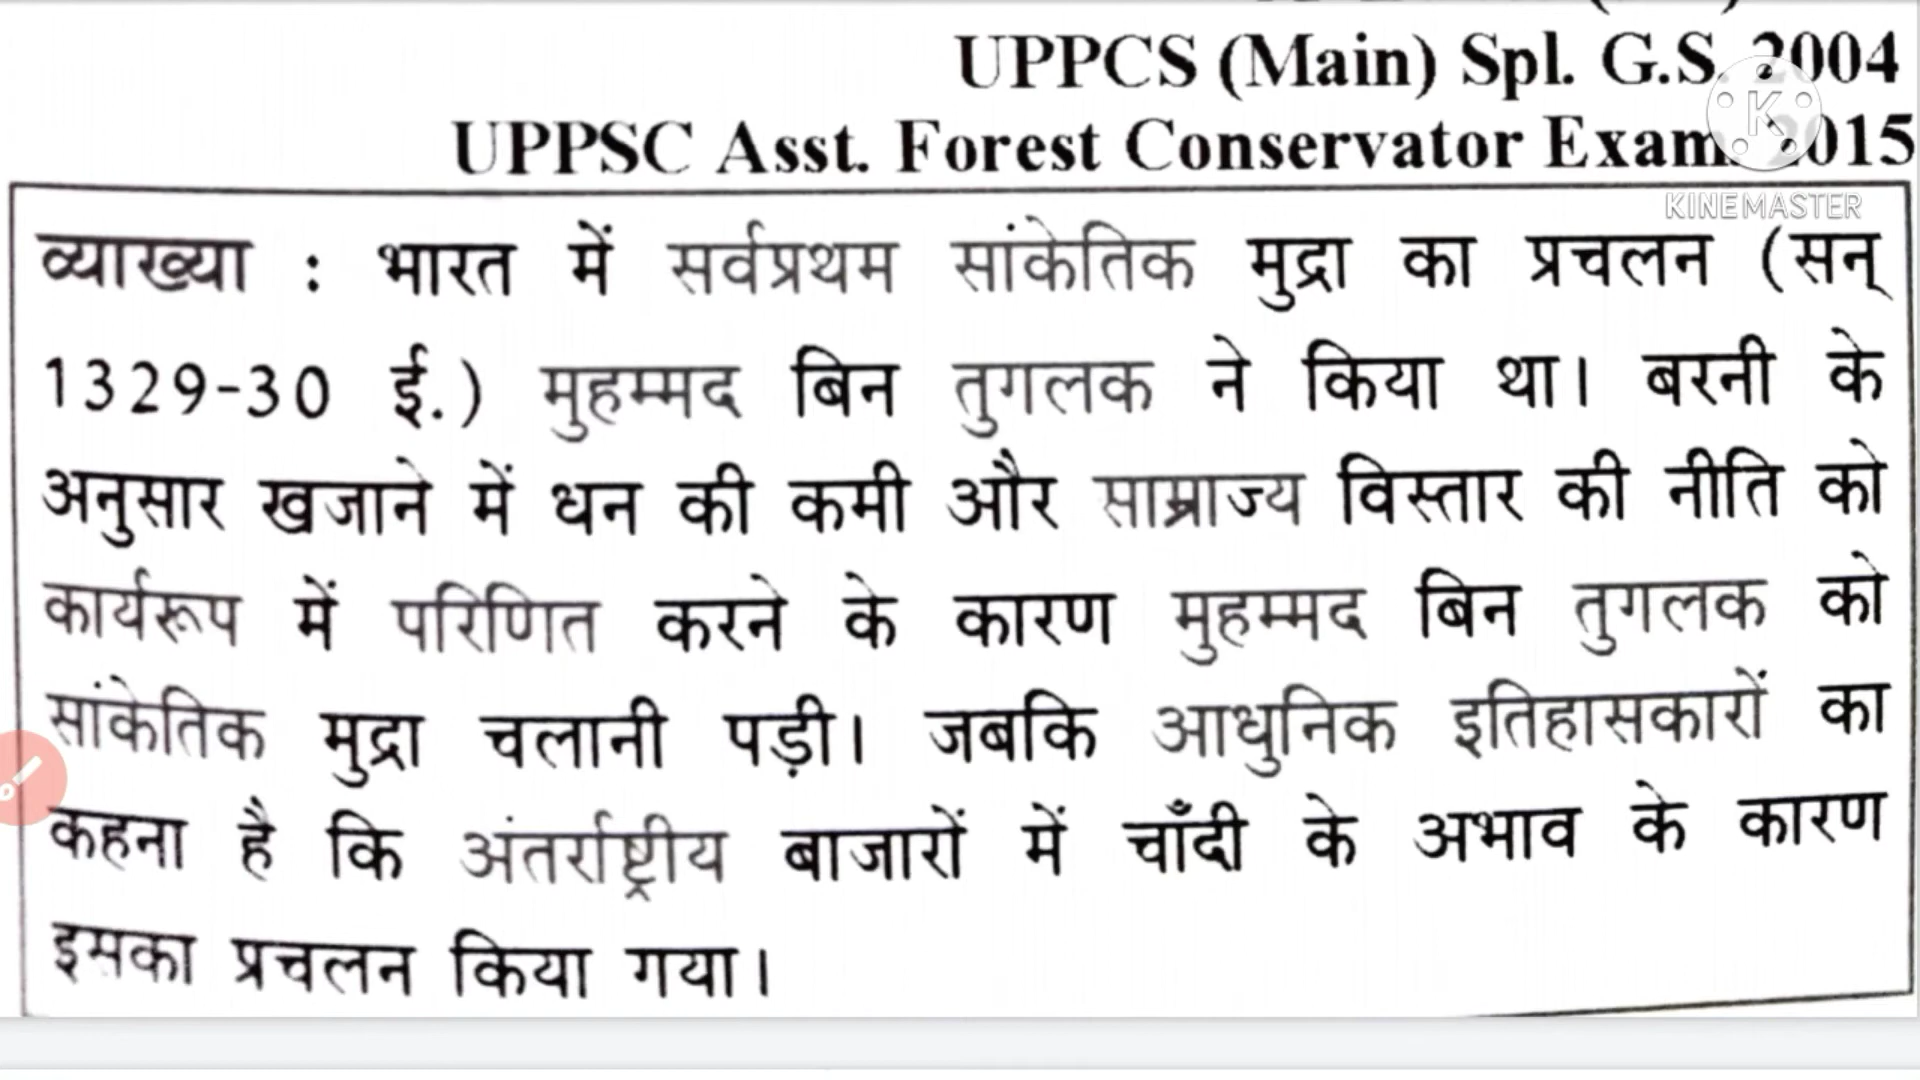 UPPCS (Main) Spl. G.S. 2004
UPPSC Asst. Forest Conservator Exam. 2015
KINEMASTER
व्याख्या : भारत में सर्वप्रथम सांकेतिक मुद्रा का प्रचलन (सन्
1329-30 ई.) मुहम्मद बिन तुगलक ने किया था। बरनी के
अनुसार खजाने में धन की कमी और साम्राज्य विस्तार की नीति को
कार्यरूप में परिणित करने के कारण मुहम्मद बिन तुगलक को
सांकेतिक मुद्रा चलानी पड़ी। जबकि आधुनिक इतिहासकारों का
कहना है कि अंतर्राष्ट्रीय बाजारों में चाँदी के अभाव के कारण
इसका प्रचलन किया गया।